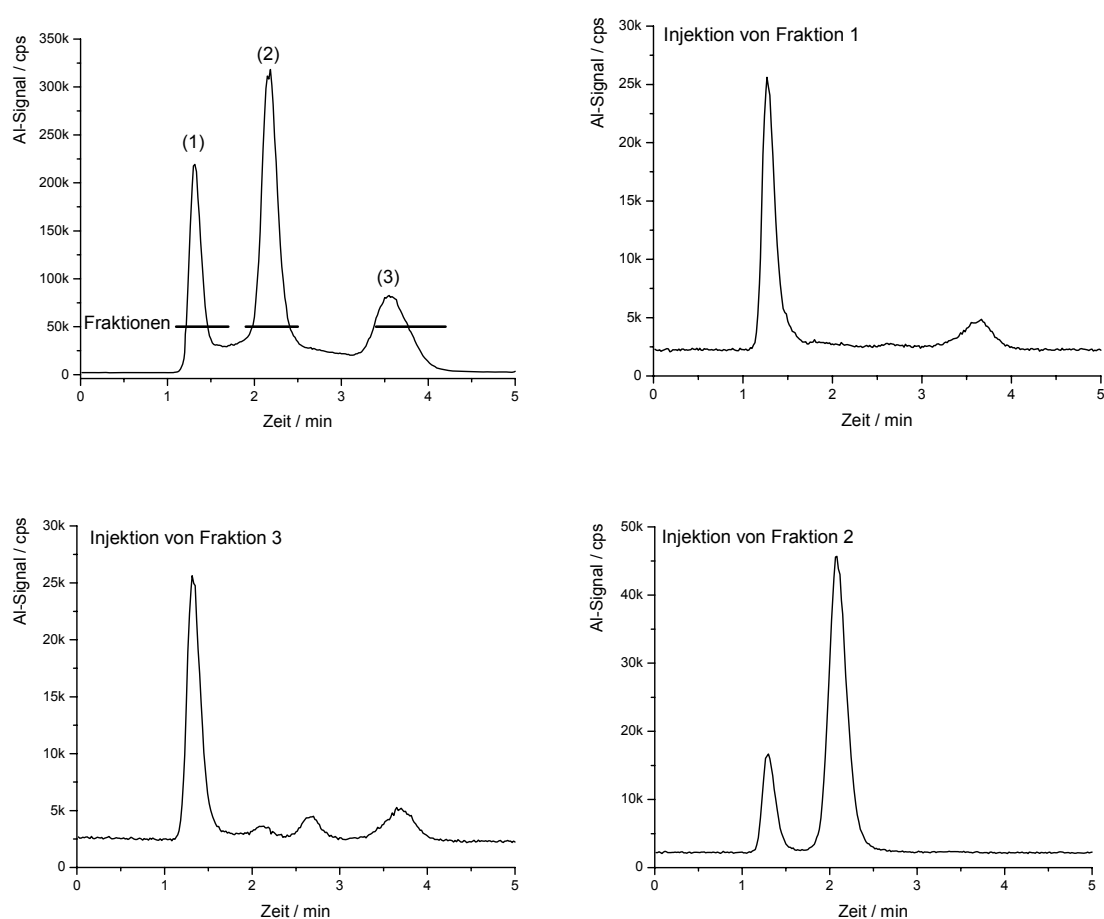 350k
300k
250k
200k
150k
100k
50k
0
Al-Signal / cps
(1)
(2)
(3)
Fraktionen
0 1 2 3 4 5
Zeit / min
30k
25k
20k
15k
10k
5k
0
Al-Signal / cps
Injektion von Fraktion 1
0 1 2 3 4 5
Zeit / min
30k
25k
20k
15k
10k
5k
0
Al-Signal / cps
Injektion von Fraktion 3
0 1 2 3 4 5
Zeit / min
50k
40k
30k
20k
10k
0
Al-Signal / cps
Injektion von Fraktion 2
0 1 2 3 4 5
Zeit / min